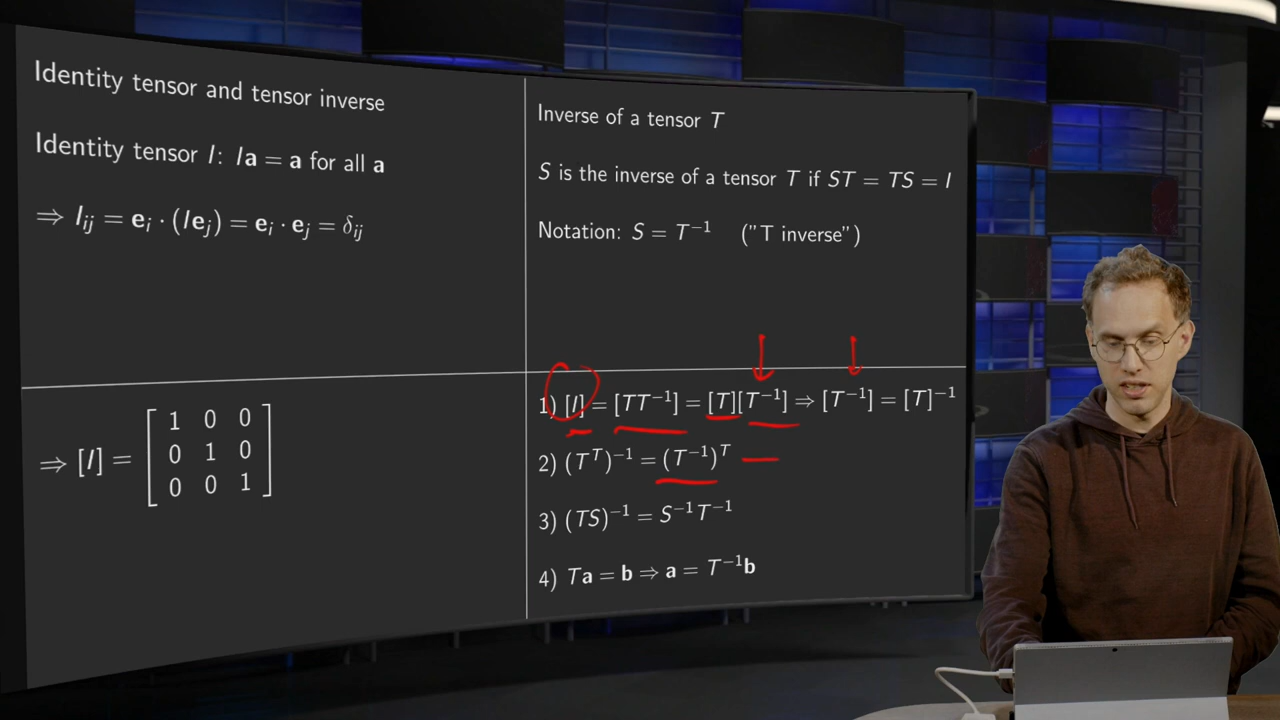 Identity tensor and tensor inverse
Identity tensor I: Ia = a for all a
⇒ I_ij = e_i · (Ie_j) = e_i · e_j = δ_ij
⇒ [I] = [ 1 0 0
0 1 0
0 0 1 ]
Inverse of a tensor T
S is the inverse of a tensor T if ST = TS = I
Notation: S = T⁻¹ ("T inverse")
1) [I] = [TT⁻¹] = [T][T⁻¹] ⇒ [T⁻¹] = [T]⁻¹
2) (Tᵀ)⁻¹ = (T⁻¹)ᵀ
3) (TS)⁻¹ = S⁻¹T⁻¹
4) Ta = b ⇒ a = T⁻¹b